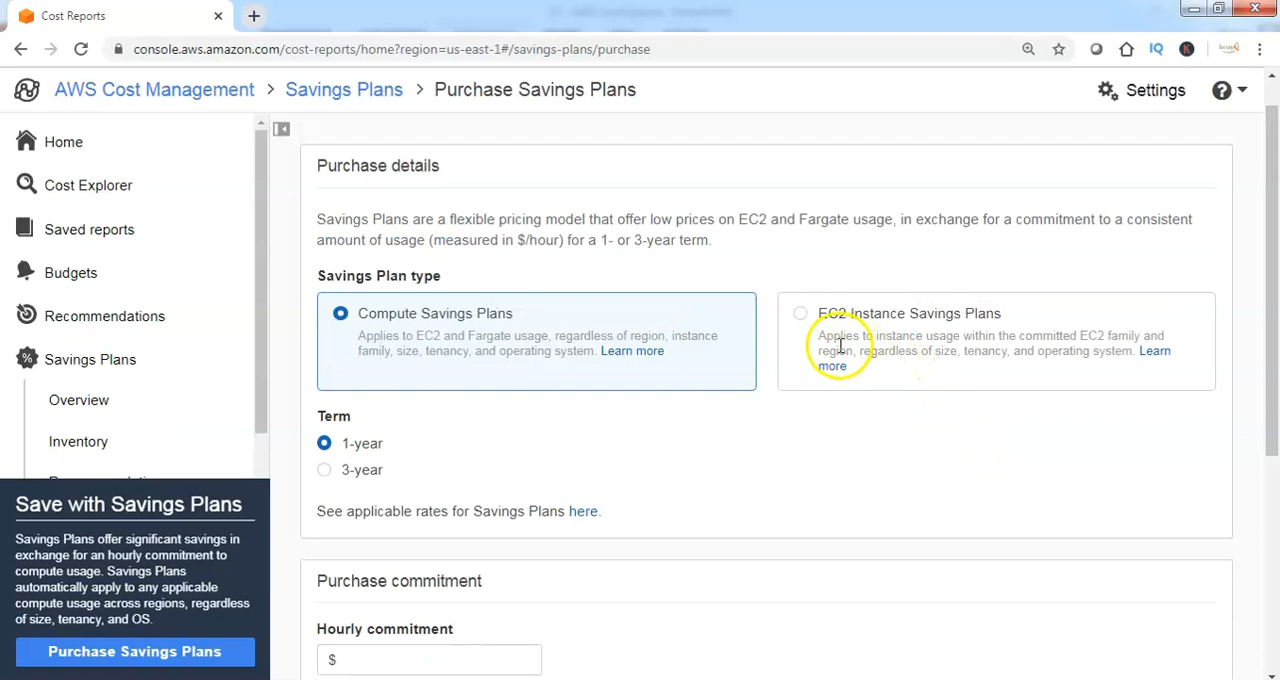 Cost Reports
console.aws.amazon.com/cost-reports/home?region=us-east-1#/savings-plans/purchase
IQ
K
AWS Cost Management > Savings Plans > Purchase Savings Plans
Settings
Home
Cost Explorer
Saved reports
Budgets
Recommendations
Savings Plans
Overview
Inventory
Save with Savings Plans
Savings Plans offer significant savings in
exchange for an hourly commitment to
compute usage. Savings Plans
automatically apply to any applicable
compute usage across regions, regardless
of size, tenancy, and OS.
Purchase Savings Plans
Purchase details
Savings Plans are a flexible pricing model that offer low prices on EC2 and Fargate usage, in exchange for a commitment to a consistent
amount of usage (measured in $/hour) for a 1- or 3-year term.
Savings Plan type
Compute Savings Plans
Applies to EC2 and Fargate usage, regardless of region, instance
family, size, tenancy, and operating system. Learn more
EC2 Instance Savings Plans
Applies to instance usage within the committed EC2 family and
region, regardless of size, tenancy, and operating system. Learn
more
Term
1-year
3-year
See applicable rates for Savings Plans here.
Purchase commitment
Hourly commitment
$